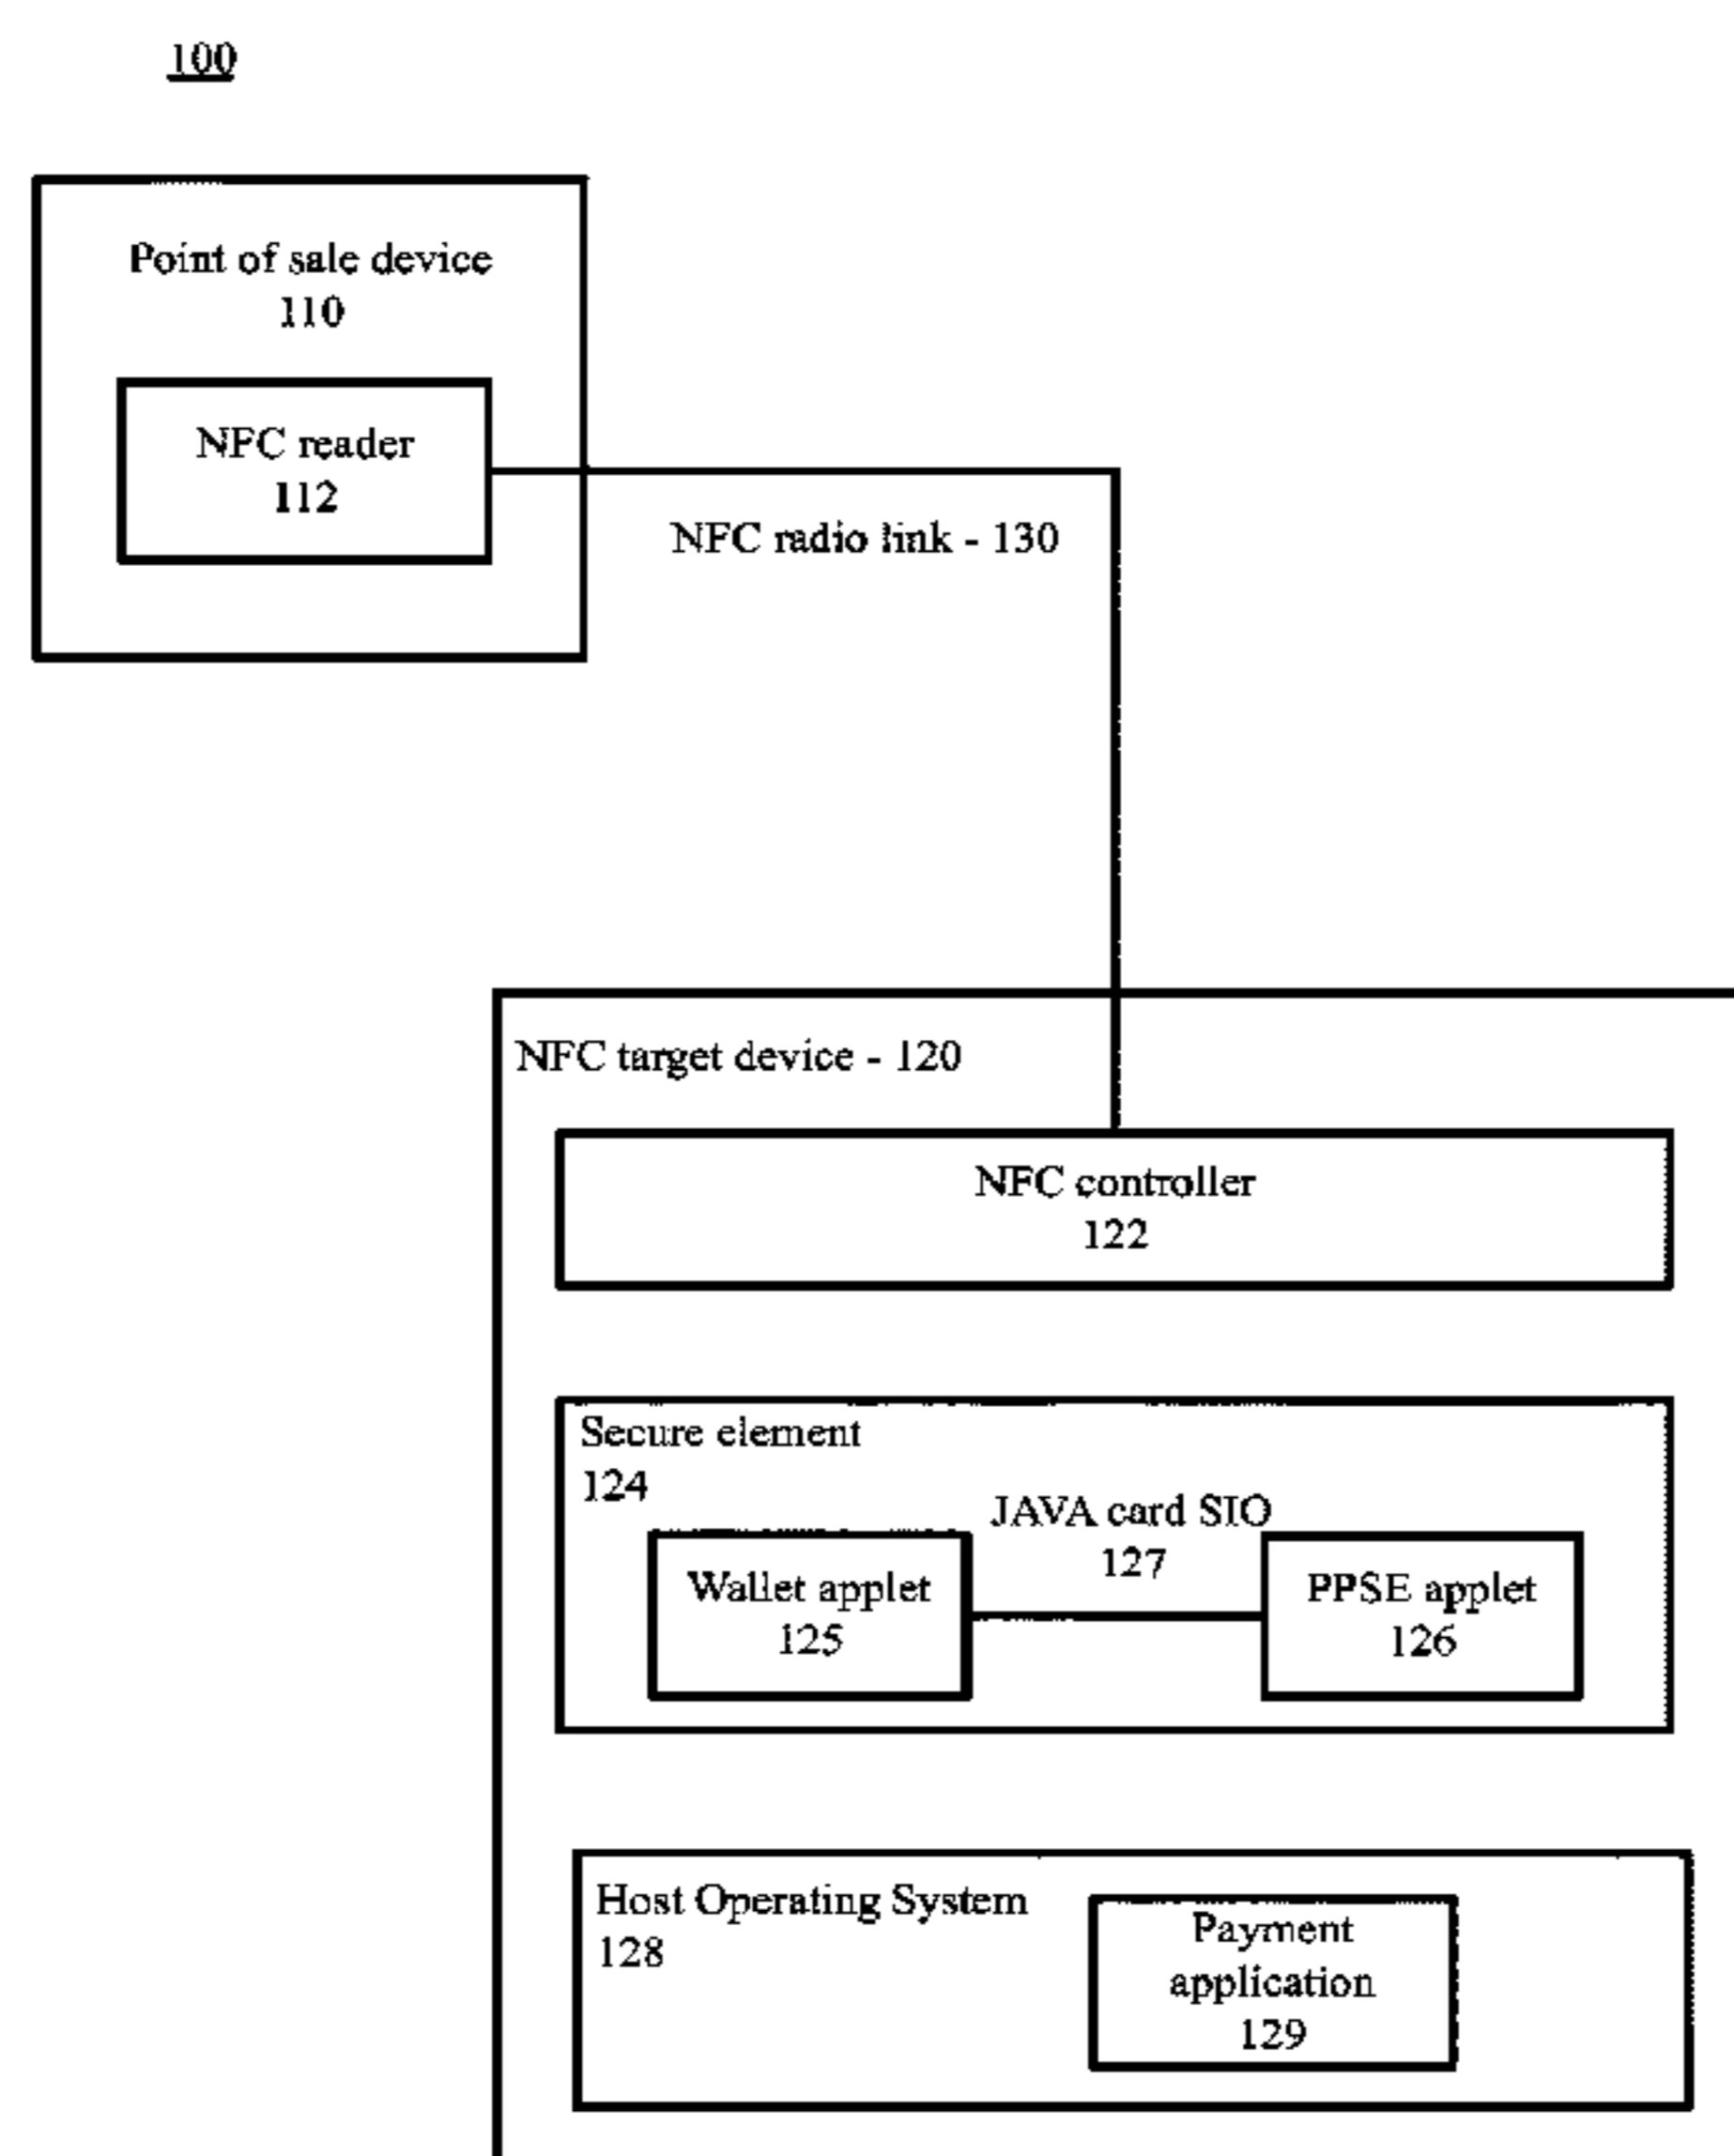 100
Point of sale device
110
NFC reader
112
NFC radio link - 130
NFC target device - 120
NFC controller
122
Secure element
124
JAVA card SIO
127
Wallet applet
125
PPSE applet
126
Host Operating System
128
Payment
application
129